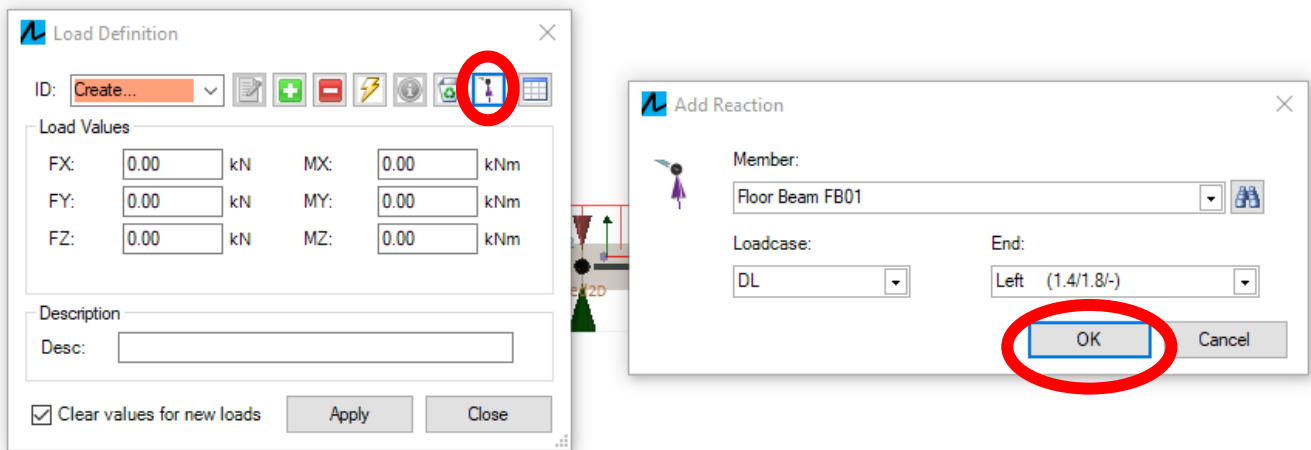 Load Definition
ID: Create...
Load Values
FX: 0.00 kN MX: 0.00 kNm
FY: 0.00 kN MY: 0.00 kNm
FZ: 0.00 kN MZ: 0.00 kNm
Description
Desc:
Clear values for new loads Apply Close
2D
Add Reaction
Member:
Floor Beam FB01
Loadcase: End:
DL Left (1.4/1.8/-)
OK Cancel